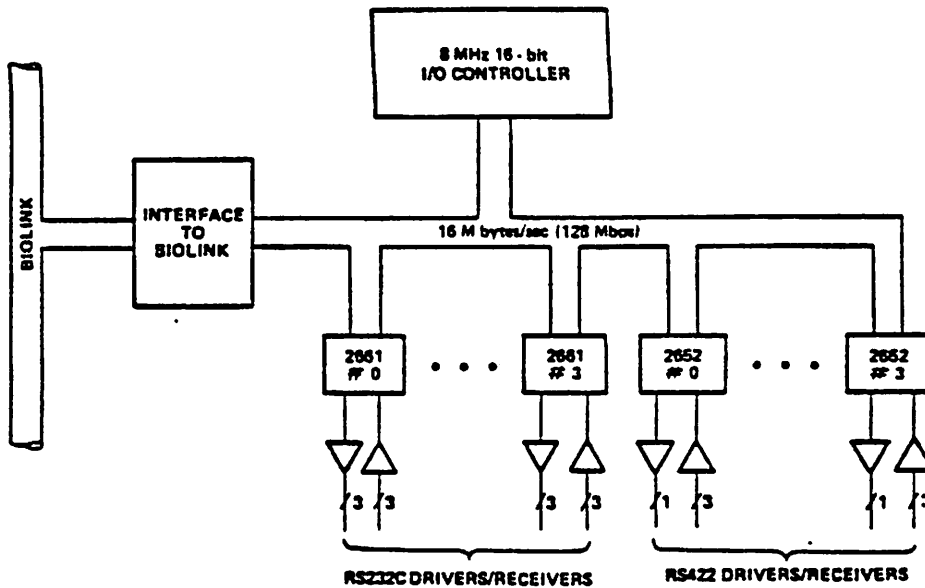 8 MHz 16-bit
I/O CONTROLLER
BIOLINK
INTERFACE
TO
BIOLINK
16 M bytes/sec (128 Mbps)
2661
# 0
• • •
2661
# 3
2652
# 0
• • •
2652
# 3
/3 /3 /3 /3 /1 /3 /1 /3
RS232C DRIVERS/RECEIVERS
RS422 DRIVERS/RECEIVERS